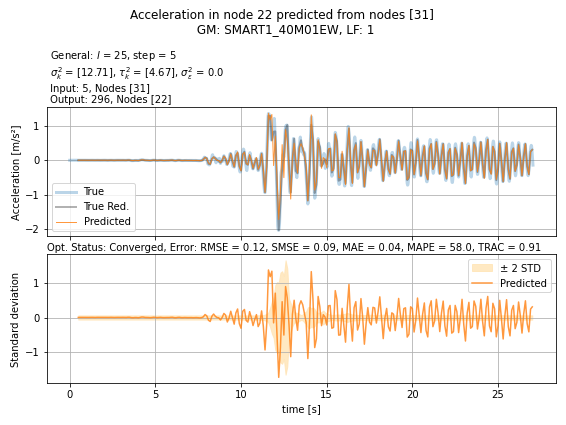 Acceleration in node 22 predicted from nodes [31]
GM: SMART1_40M01EW, LF: 1
General: l = 25, step = 5
σ²ₖ = [12.71], τ²ₖ = [4.67], σ²ε = 0.0
Input: 5, Nodes [31]
Output: 296, Nodes [22]
Acceleration [m/s²]
1
0
−1
−2
True
True Red.
Predicted
Opt. Status: Converged, Error: RMSE = 0.12, SMSE = 0.09, MAE = 0.04, MAPE = 58.0, TRAC = 0.91
Standard deviation
1
0
−1
± 2 STD
Predicted
0 5 10 15 20 25
time [s]